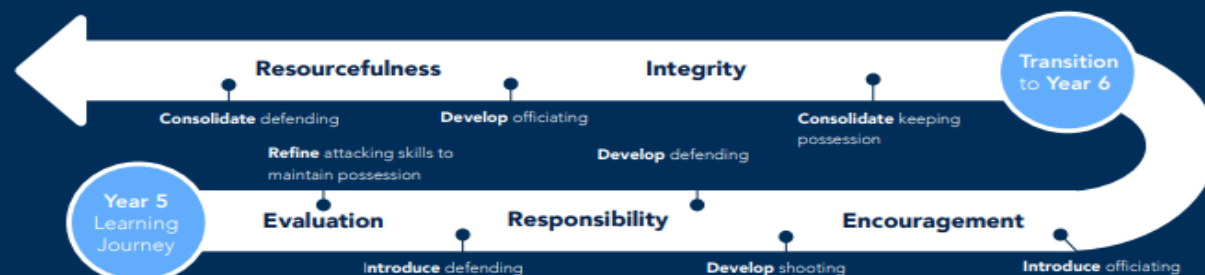 Resourcefulness
Integrity
Transition
to Year 6
Consolidate defending
Develop officiating
Consolidate keeping
possession
Refine attacking skills to
maintain possession
Develop defending
Year 5
Learning
Journey
Evaluation
Responsibility
Encouragement
Introduce defending
Develop shooting
Introduce officiating